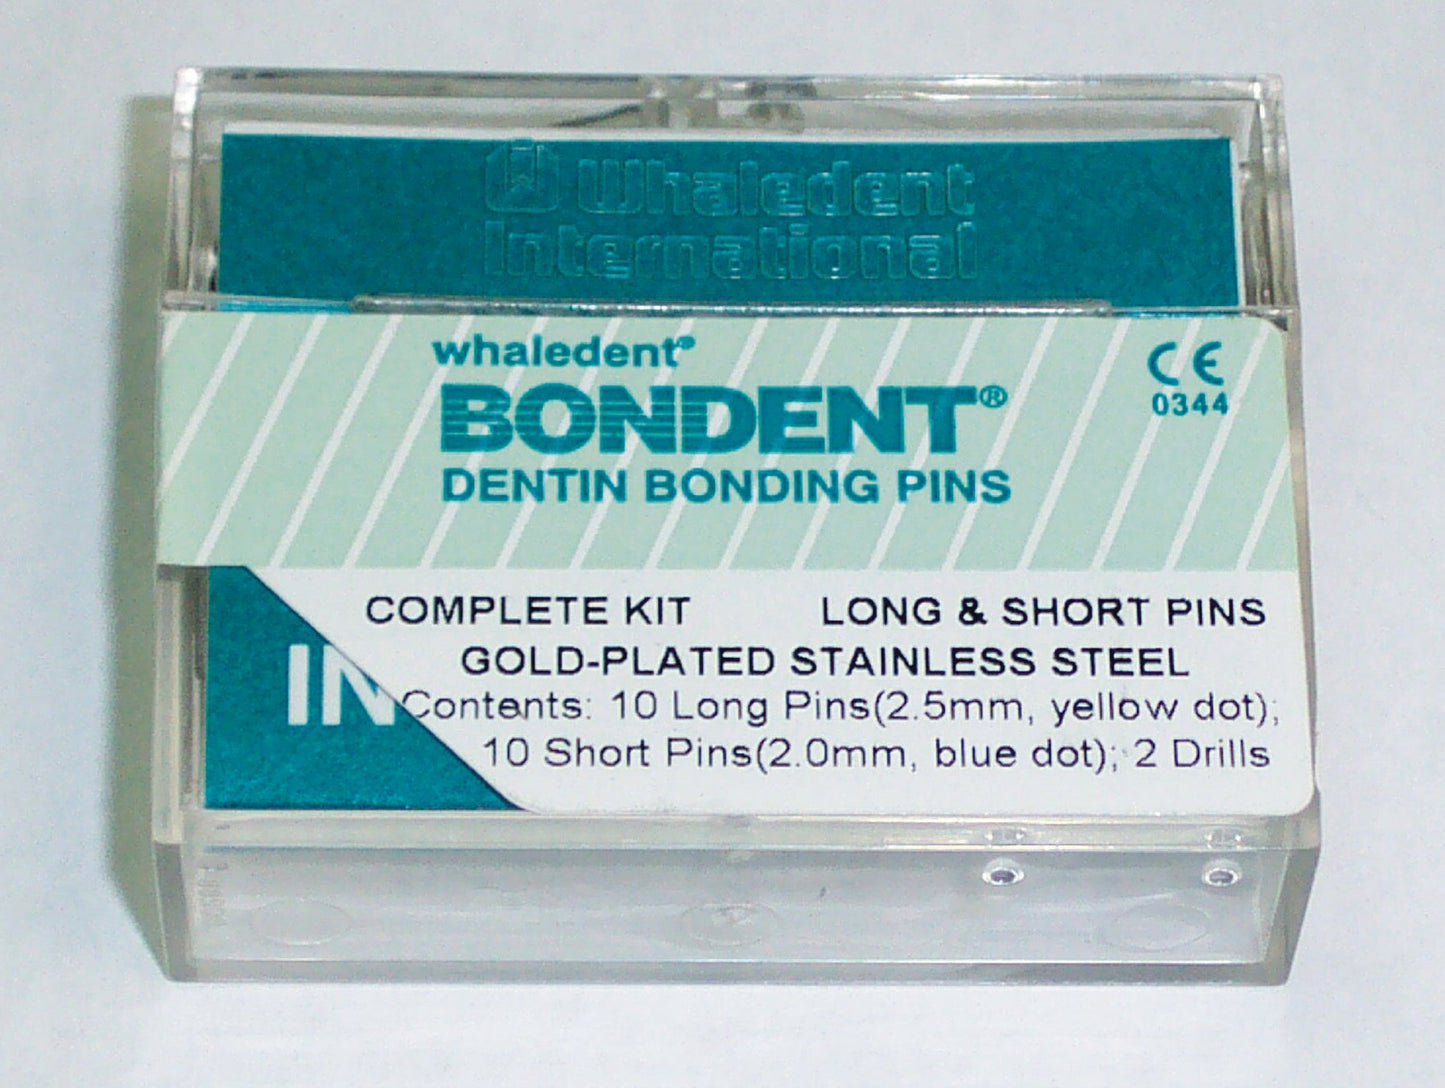 Whaledent
International
whaledent®
BONDENT®
DENTIN BONDING PINS
CE
0344
COMPLETE KIT LONG & SHORT PINS
GOLD-PLATED STAINLESS STEEL
IN
Contents: 10 Long Pins(2.5mm, yellow dot);
10 Short Pins(2.0mm, blue dot); 2 Drills